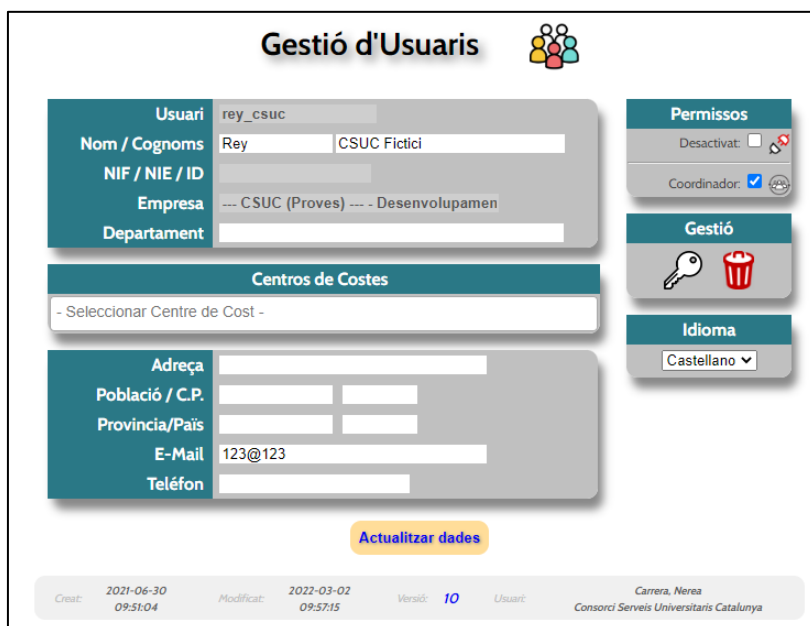 Gestió d'Usuaris
Usuari rey_csuc
Nom / Cognoms Rey CSUC Fictici
NIF / NIE / ID
Empresa --- CSUC (Proves) --- - Desenvolupamen
Departament
Permissos
Desactivat:
Coordinador:
Gestió
Centros de Costes
- Seleccionar Centre de Cost -
Idioma
Castellano
Adreça
Població / C.P.
Provincia/Païs
E-Mail 123@123
Teléfon
Actualitzar dades
Creat: 2021-06-30 09:51:04 Modificat: 2022-03-02 09:57:15 Versió: 10 Usuari: Carrera, Nerea
Consorci Serveis Universitaris Catalunya